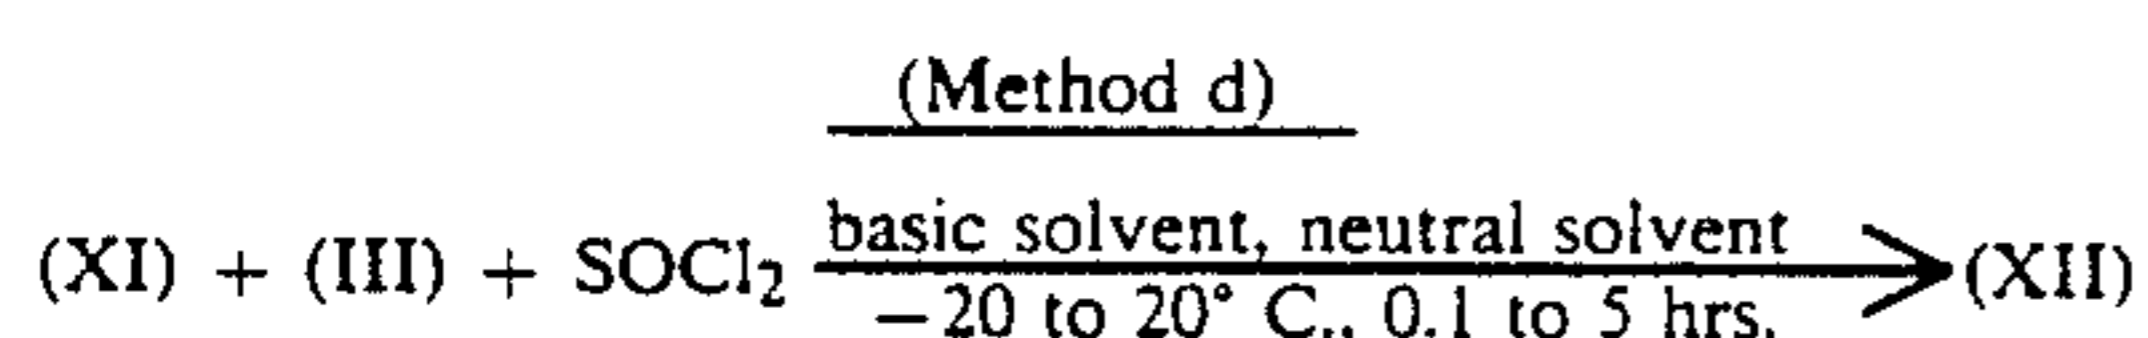 (Method d)
basic solvent, neutral solvent
(XI) + (III) + SOCl₂ (XII)
−20 to 20° C., 0.1 to 5 hrs.